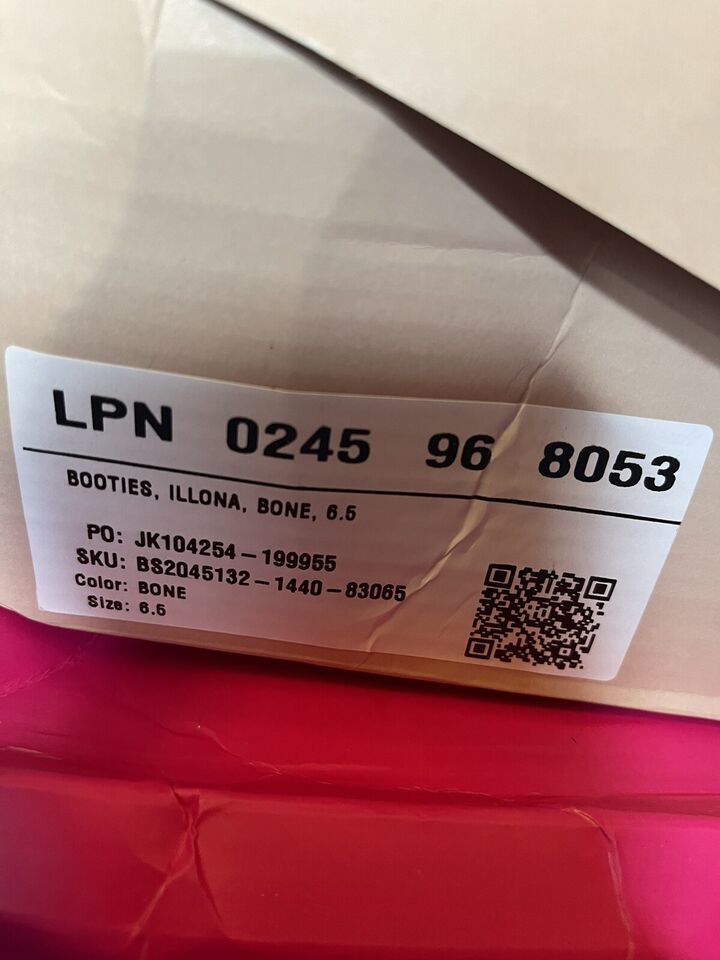 LPN 0245 96 8053
BOOTIES, ILLONA, BONE, 6.5
PO: JK104254-199955
SKU: BS2045132-1440-83065
Color: BONE
Size: 6.5